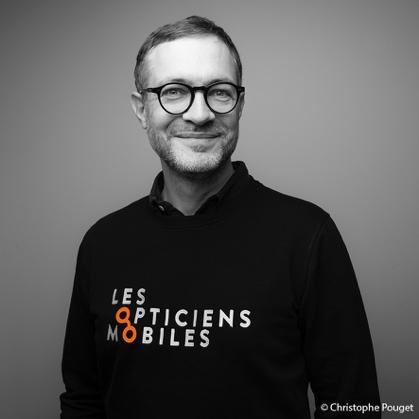 LES
OPTICIENS
MOBILES
© Christophe Pouget